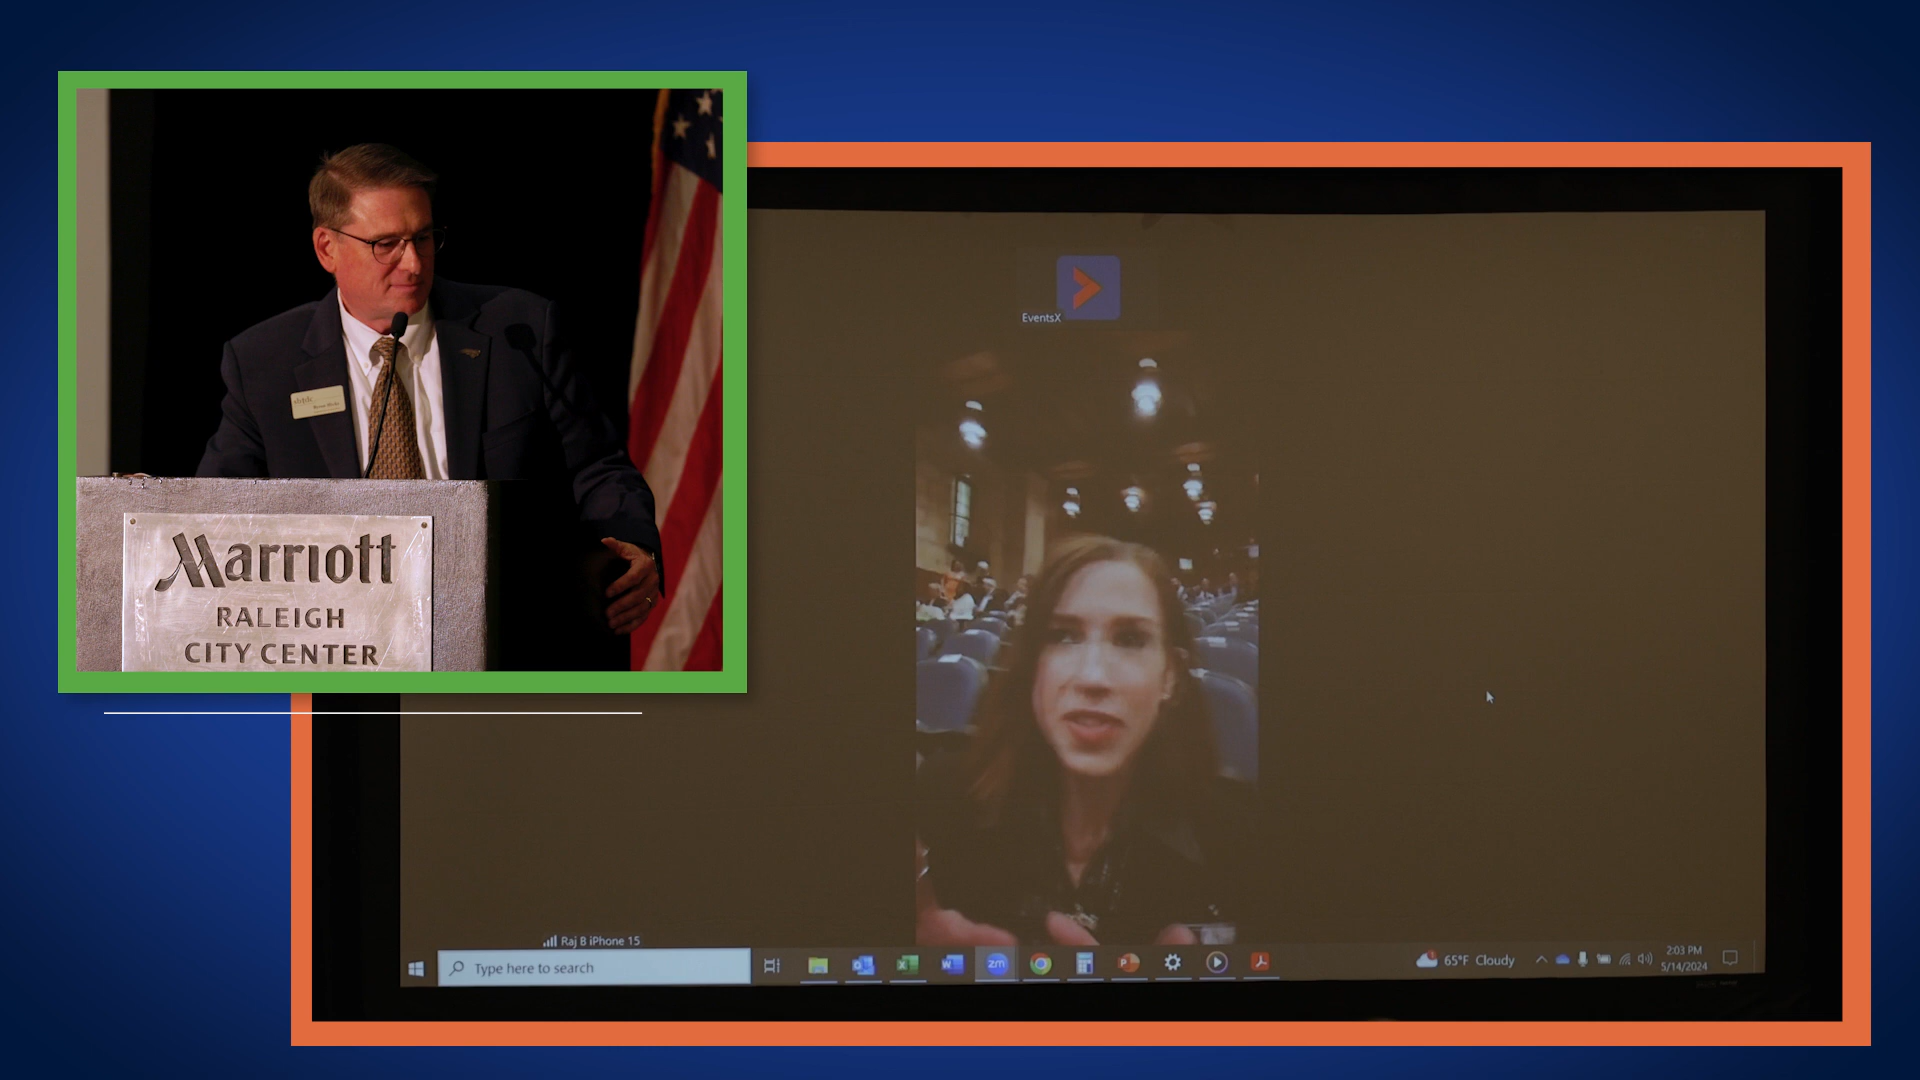 Marriott
RALEIGH
CITY CENTER
EventsX
Raj B iPhone 15
Type here to search
zm
65°F Cloudy
2:03 PM
5/14/2024